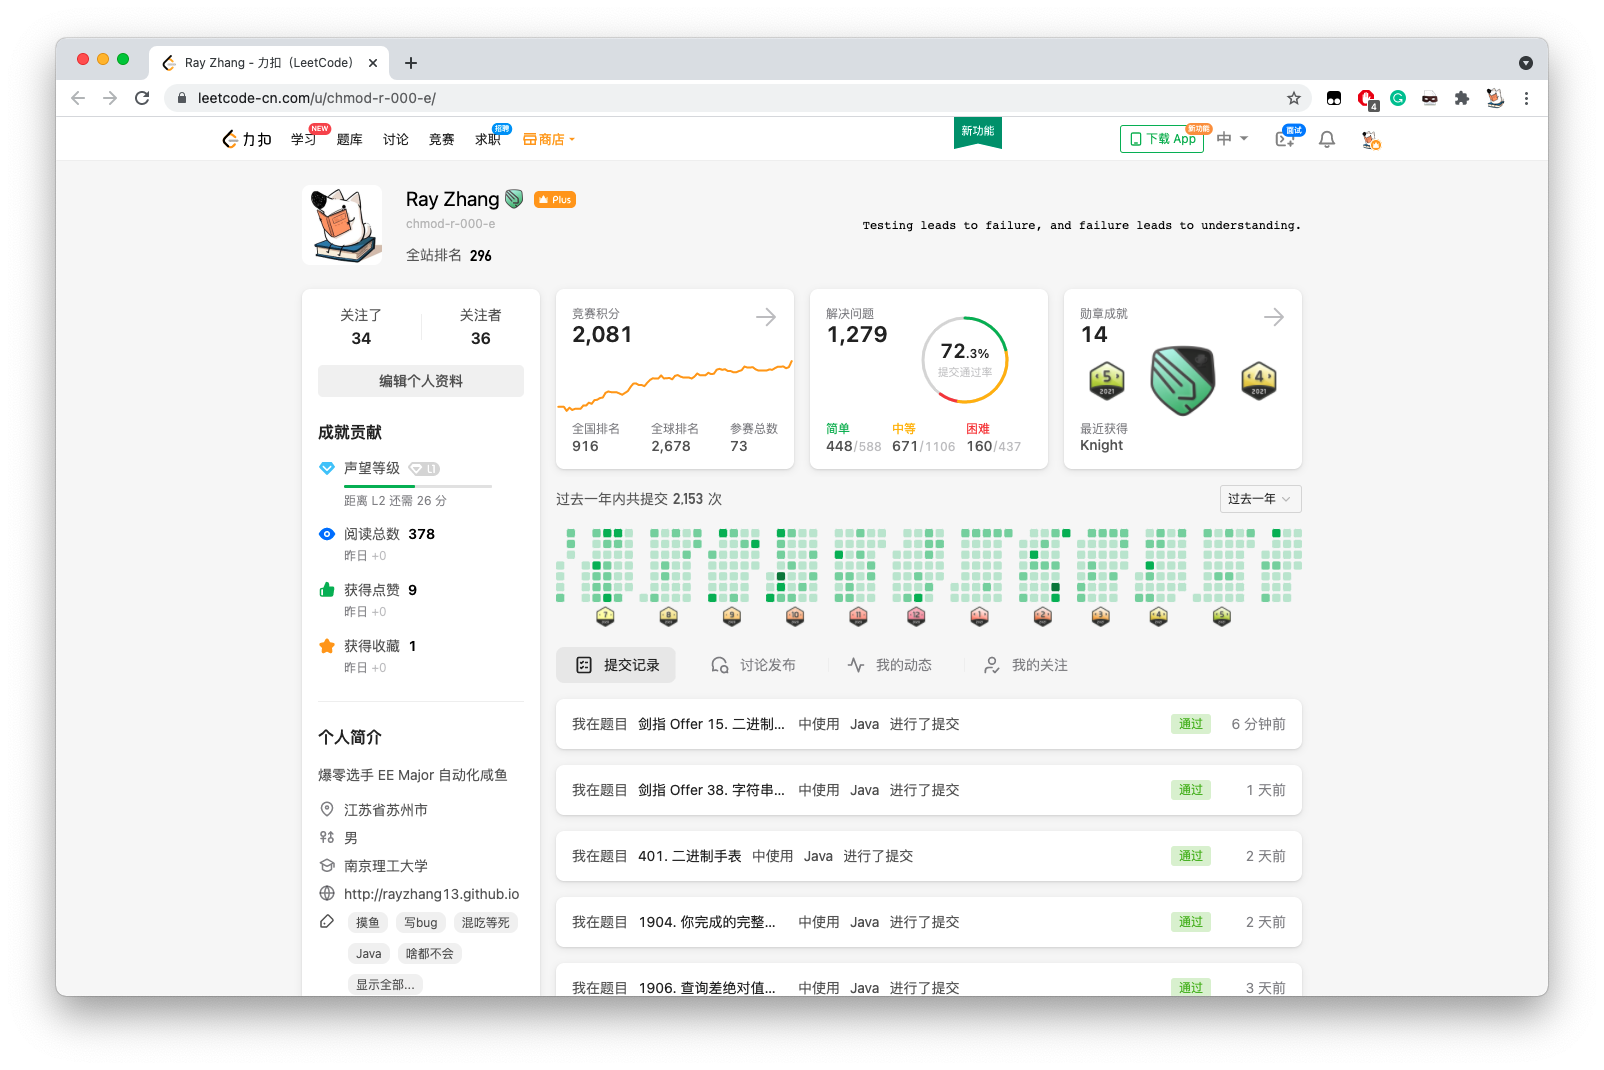 Ray Zhang - 力扣（LeetCode）
leetcode-cn.com/u/chmod-r-000-e/
4
力扣 学习 NEW 题库 讨论 竞赛 求职 招聘 商店
新功能
下载 App 新功能 中 面试
Ray Zhang Plus
chmod-r-000-e
全站排名 296
Testing leads to failure, and failure leads to understanding.
关注了 关注者
34 36
编辑个人资料
成就贡献
声望等级 L1
距离 L2 还需 26 分
阅读总数 378
昨日 +0
获得点赞 9
昨日 +0
获得收藏 1
昨日 +0
个人简介
爆零选手 EE Major 自动化咸鱼
江苏省苏州市
男
南京理工大学
http://rayzhang13.github.io
摸鱼 写bug 混吃等死
Java 啥都不会
显示全部...
竞赛积分
2,081
全国排名 全球排名 参赛总数
916 2,678 73
解决问题
1,279
72.3%
提交通过率
简单 中等 困难
448/588 671/1106 160/437
勋章成就
14
5 2021
4 2021
最近获得
Knight
过去一年内共提交 2,153 次
过去一年
7 8 9 10 11 12 1 2 3 4 5
提交记录 讨论发布 我的动态 我的关注
我在题目 剑指 Offer 15. 二进制... 中使用 Java 进行了提交 通过 6 分钟前
我在题目 剑指 Offer 38. 字符串... 中使用 Java 进行了提交 通过 1 天前
我在题目 401. 二进制手表 中使用 Java 进行了提交 通过 2 天前
我在题目 1904. 你完成的完整... 中使用 Java 进行了提交 通过 2 天前
我在题目 1906. 查询差绝对值... 中使用 Java 进行了提交 通过 3 天前